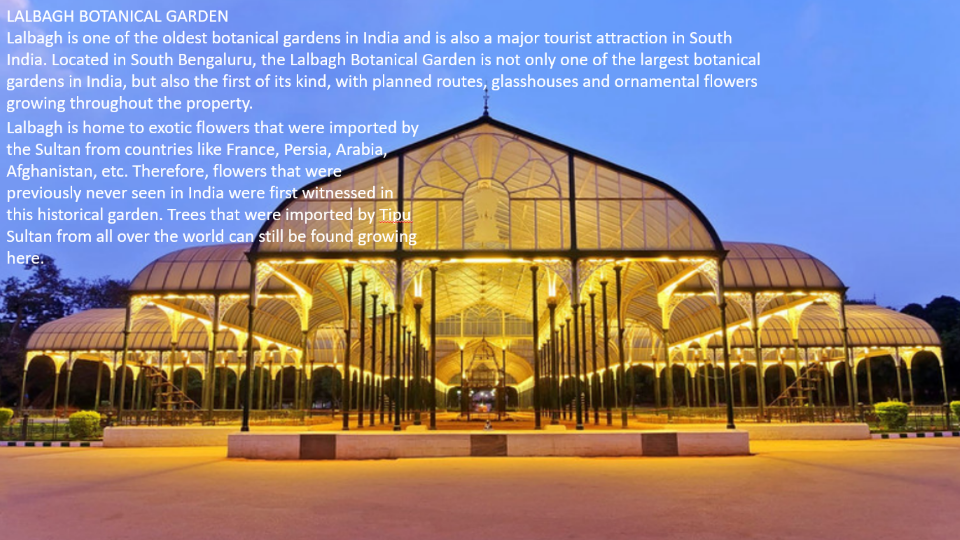 LALBAGH BOTANICAL GARDEN
Lalbagh is one of the oldest botanical gardens in India and is also a major tourist attraction in South
India. Located in South Bengaluru, the Lalbagh Botanical Garden is not only one of the largest botanical
gardens in India, but also the first of its kind, with planned routes, glasshouses and ornamental flowers
growing throughout the property.
Lalbagh is home to exotic flowers that were imported by
the Sultan from countries like France, Persia, Arabia,
Afghanistan, etc. Therefore, flowers that were
previously never seen in India were first witnessed in
this historical garden. Trees that were imported by Tipu
Sultan from all over the world can still be found growing
here.